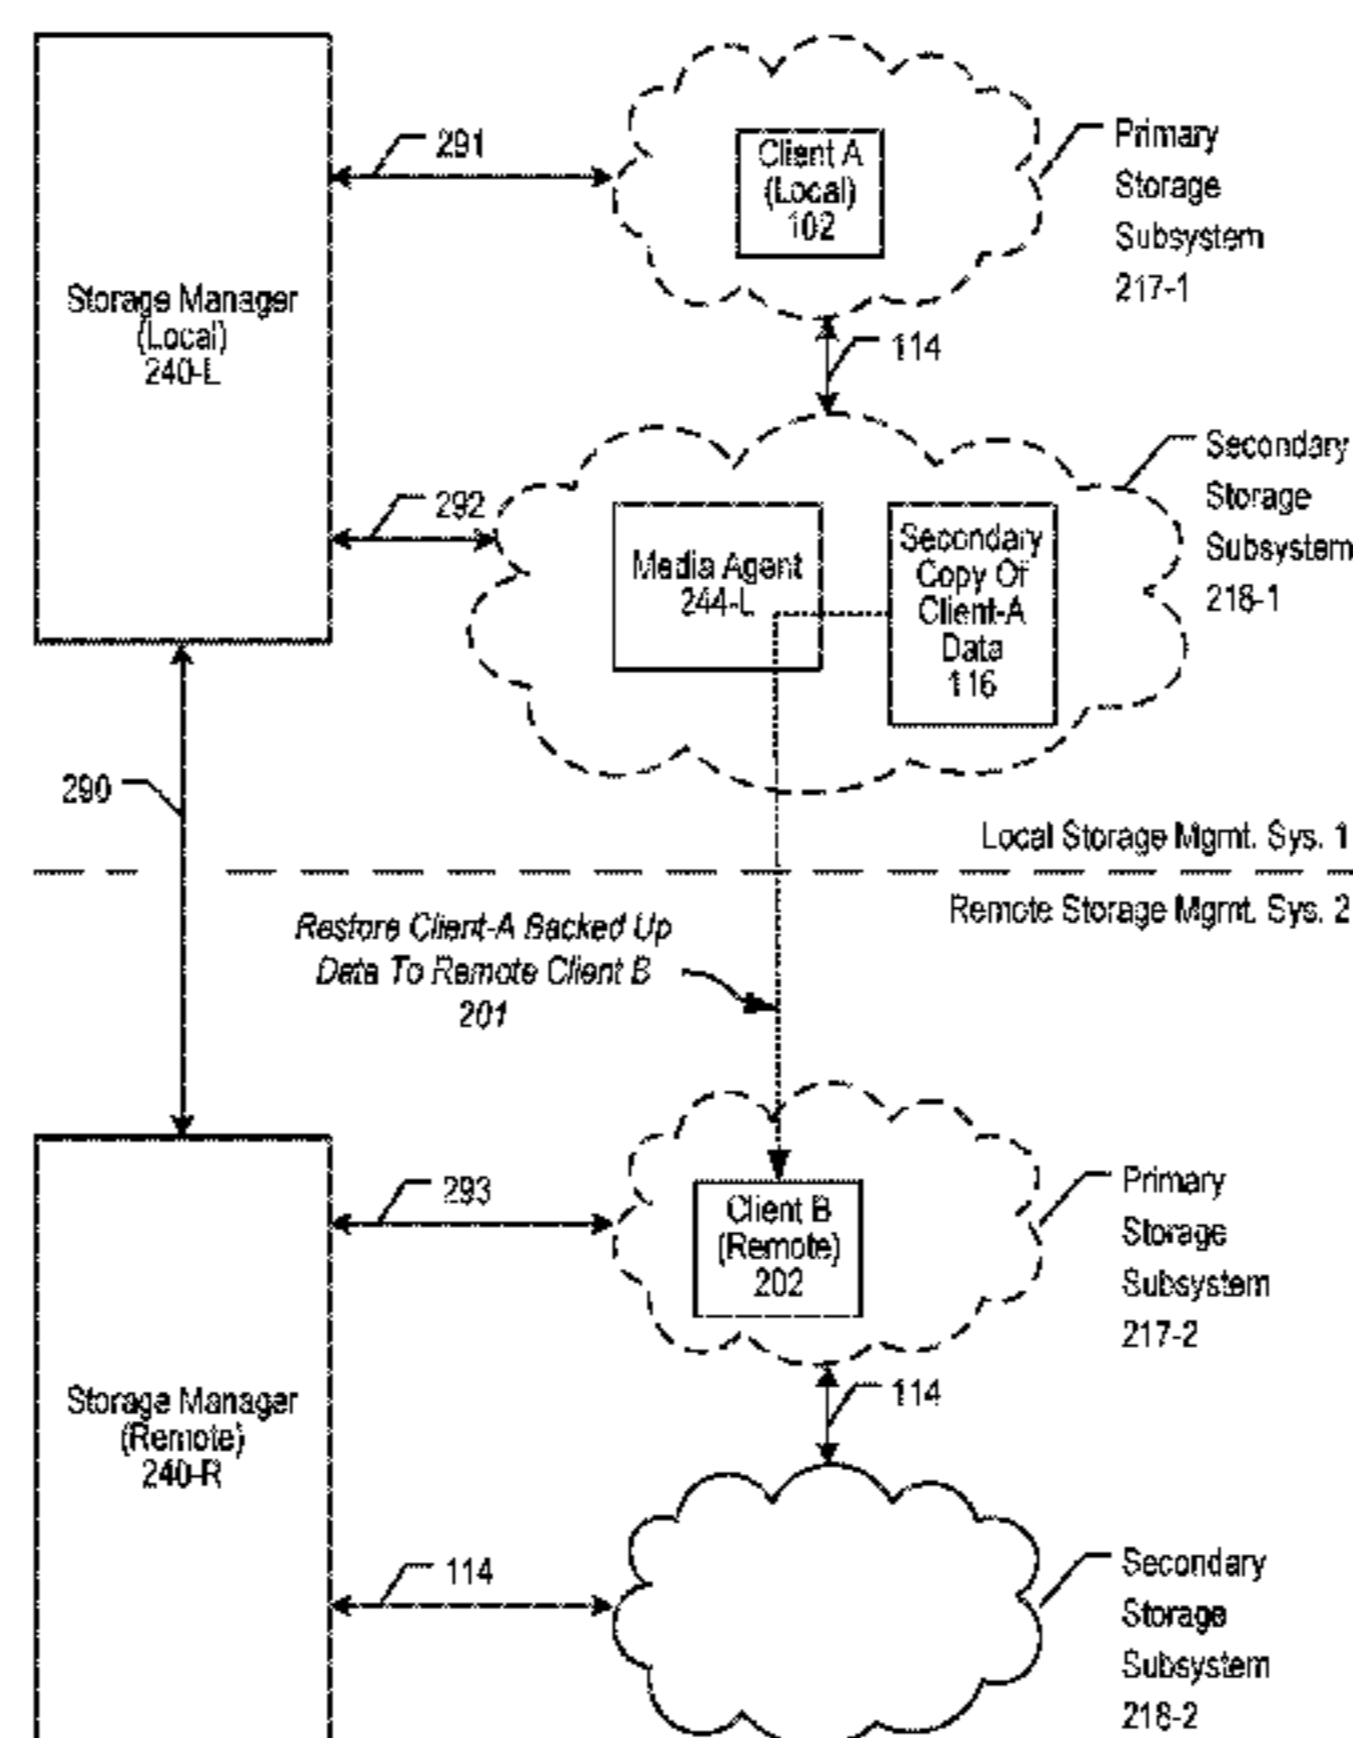 291
Client A
(Local)
102
Primary
Storage
Subsystem
217-1
Storage Manager
(Local)
240-L
114
292
Media Agent
244-L
Secondary
Copy Of
Client-A
Data
116
Secondary
Storage
Subsystem
218-1
290
Local Storage Mgmt. Sys. 1
Remote Storage Mgmt. Sys. 2
Restore Client-A Backed Up
Data To Remote Client B
201
293
Client B
(Remote)
202
Primary
Storage
Subsystem
217-2
Storage Manager
(Remote)
240-R
114
114
Secondary
Storage
Subsystem
218-2